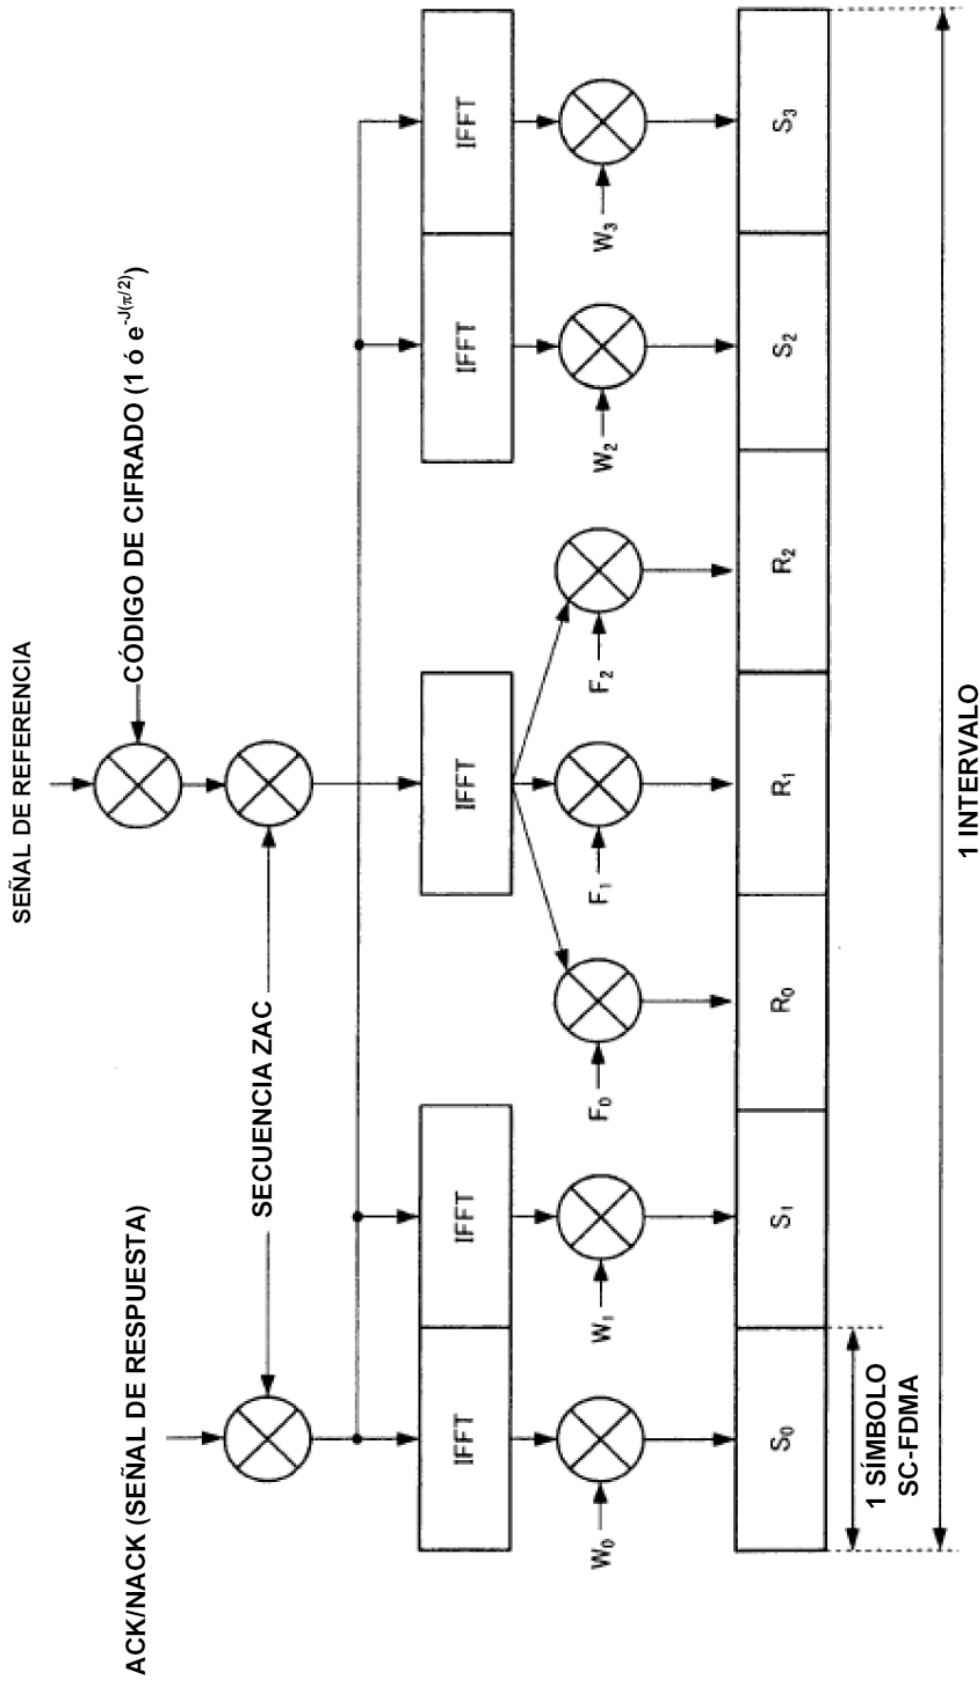 SEÑAL DE REFERENCIA
CÓDIGO DE CIFRADO (1 ó e^-J(π/2))
ACK/NACK (SEÑAL DE RESPUESTA)
SECUENCIA ZAC
IFFT
IFFT
IFFT
IFFT
IFFT
W₀
W₁
F₀
F₁
F₂
W₂
W₃
S₀
S₁
R₀
R₁
R₂
S₂
S₃
1 SÍMBOLO
SC-FDMA
1 INTERVALO